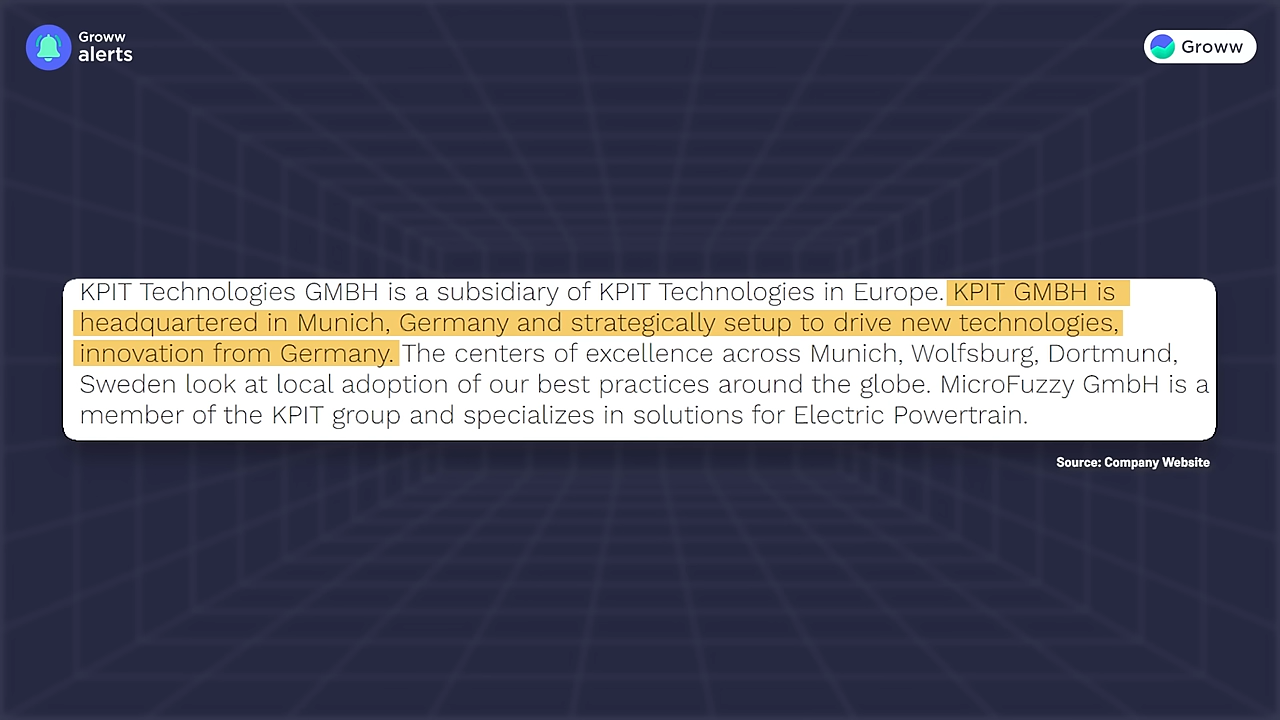 Groww
alerts
Groww
KPIT Technologies GMBH is a subsidiary of KPIT Technologies in Europe. KPIT GMBH is
headquartered in Munich, Germany and strategically setup to drive new technologies,
innovation from Germany. The centers of excellence across Munich, Wolfsburg, Dortmund,
Sweden look at local adoption of our best practices around the globe. MicroFuzzy GmbH is a
member of the KPIT group and specializes in solutions for Electric Powertrain.
Source: Company Website